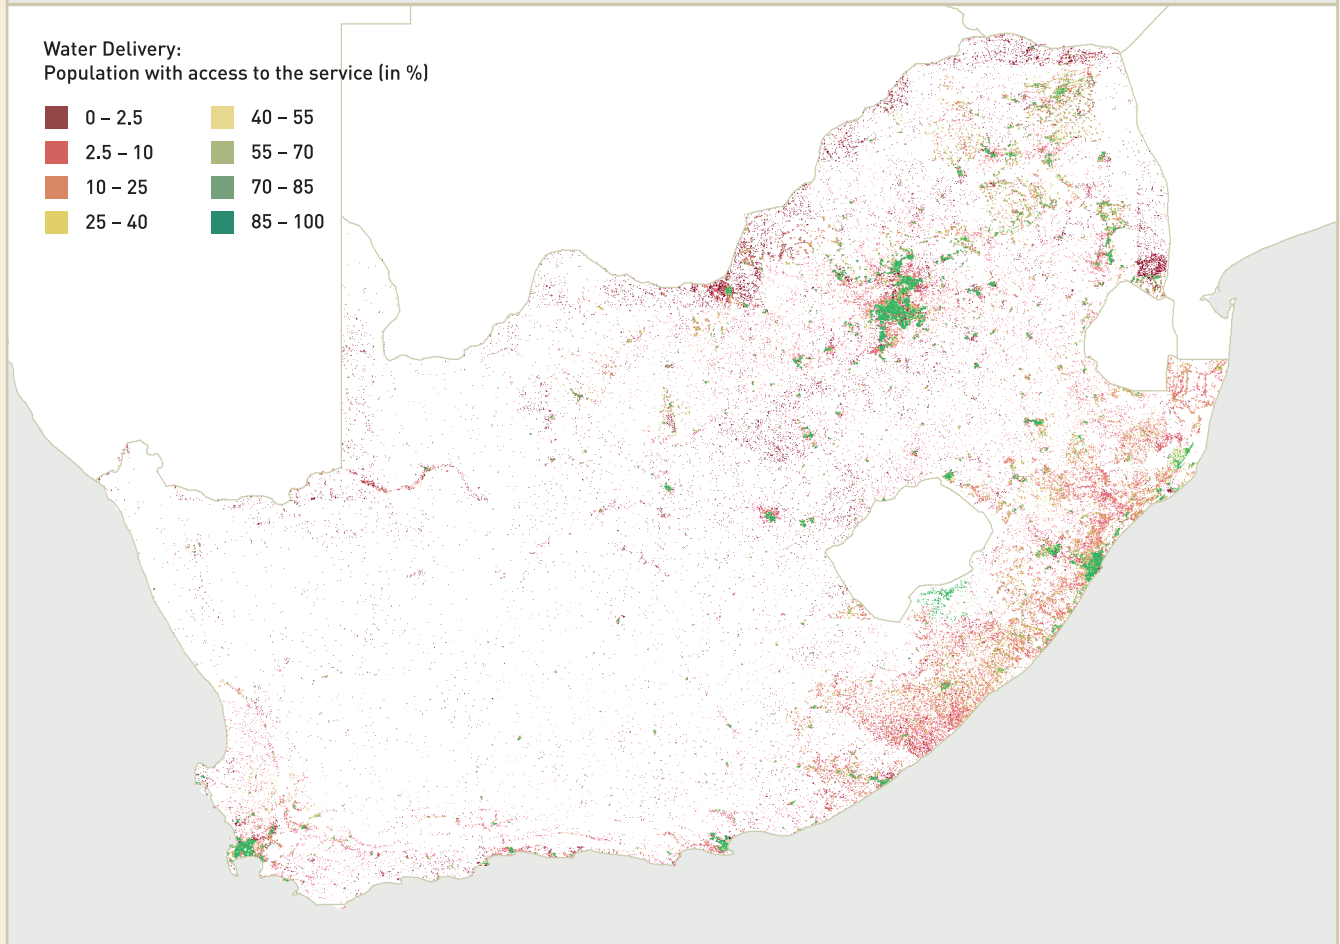 Water Delivery:
Population with access to the service (in %)
0 – 2.5
2.5 – 10
10 – 25
25 – 40
40 – 55
55 – 70
70 – 85
85 – 100